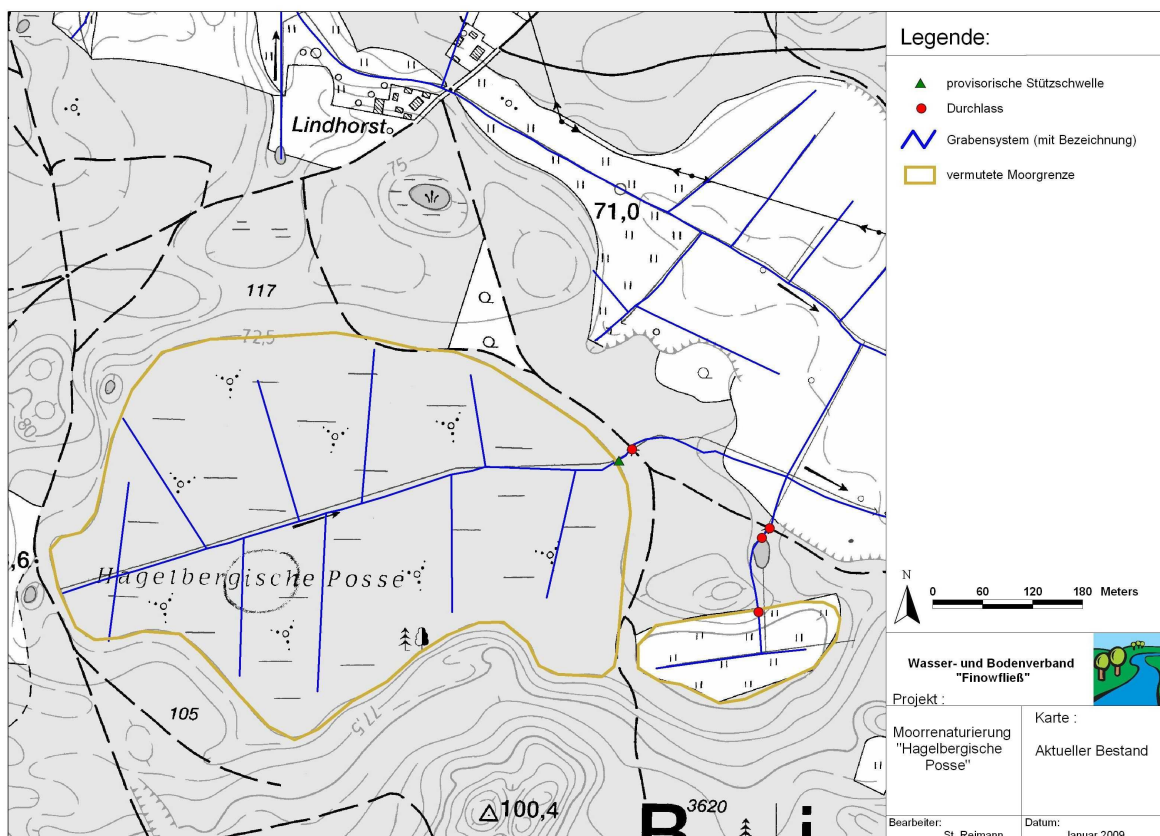 Lindhorst
75
71,0
117
72,5
80
,6
Hagelbergische Posse
105
77,5
100,4
B
3620
i
Legende:
provisorische Stützschwelle
Durchlass
Grabensystem (mit Bezeichnung)
vermutete Moorgrenze
N
0 60 120 180 Meters
Wasser- und Bodenverband
"Finowfließ"
Projekt :
Moorrenaturierung
"Hagelbergische
Posse"
Karte :
Aktueller Bestand
Bearbeiter:
St. Reimann
Datum:
Januar 2009